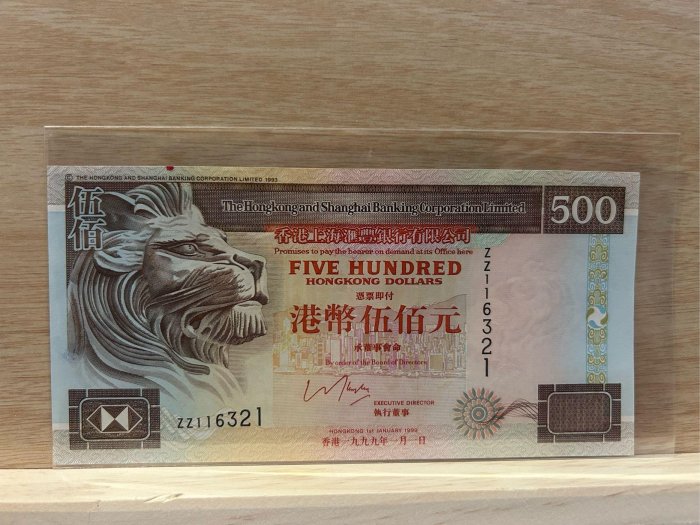 © THE HONGKONG AND SHANGHAI BANKING CORPORATION LIMITED 1993
伍佰
The Hongkong and Shanghai Banking Corporation Limited
500
香港上海滙豐銀行有限公司
Promises to pay the bearer on demand at its Office here
FIVE HUNDRED
HONGKONG DOLLARS
憑票即付
港幣伍佰元
承董事會命
By order of the Board of Directors
EXECUTIVE DIRECTOR
執行董事
HONGKONG 1st JANUARY 1999
香港一九九九年一月一日
ZZ116321
ZZ116321